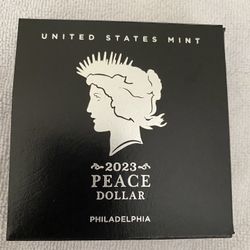 UNITED STATES MINT
2023
PEACE
DOLLAR
PHILADELPHIA